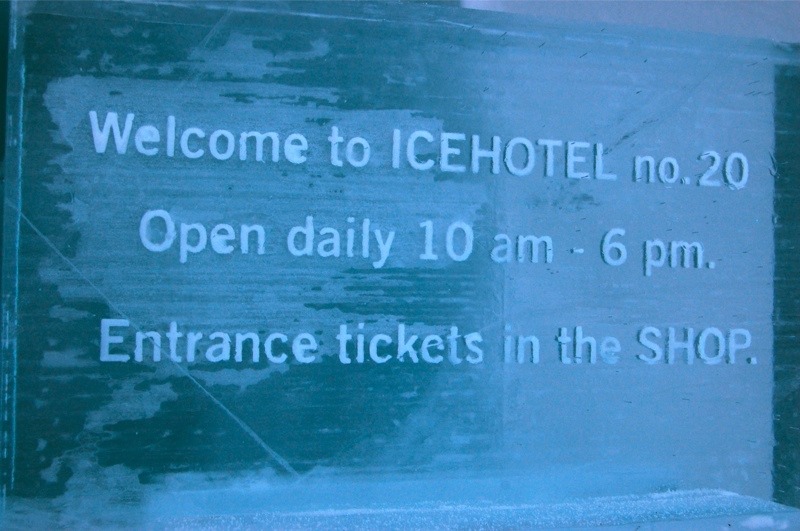 Welcome to ICEHOTEL no.20
Open daily 10 am - 6 pm.
Entrance tickets in the SHOP.